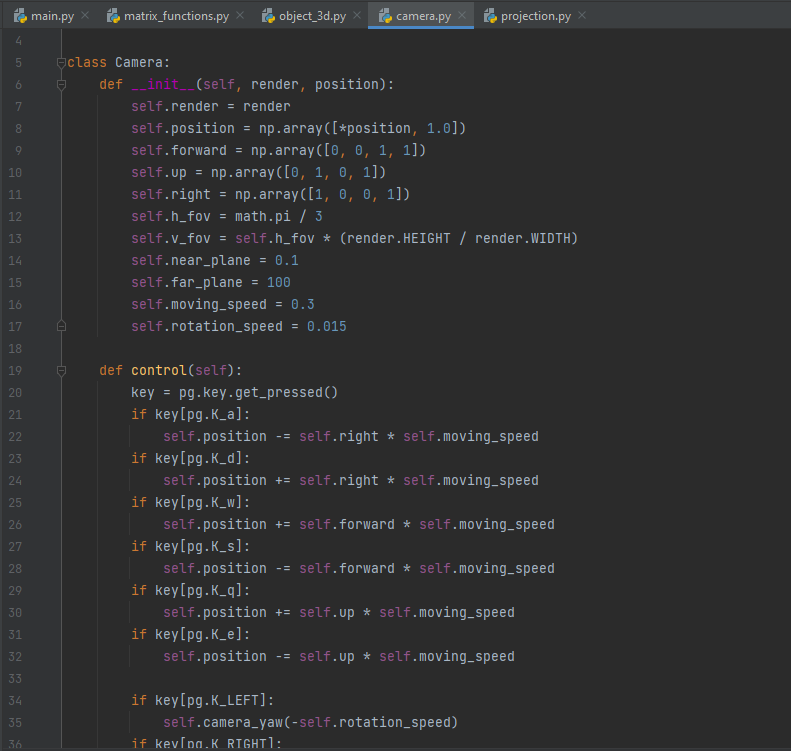 main.py matrix_functions.py object_3d.py camera.py projection.py
4
5 class Camera:
6     def __init__(self, render, position):
7         self.render = render
8         self.position = np.array([*position, 1.0])
9         self.forward = np.array([0, 0, 1, 1])
10         self.up = np.array([0, 1, 0, 1])
11         self.right = np.array([1, 0, 0, 1])
12         self.h_fov = math.pi / 3
13         self.v_fov = self.h_fov * (render.HEIGHT / render.WIDTH)
14         self.near_plane = 0.1
15         self.far_plane = 100
16         self.moving_speed = 0.3
17         self.rotation_speed = 0.015
18
19     def control(self):
20         key = pg.key.get_pressed()
21         if key[pg.K_a]:
22             self.position -= self.right * self.moving_speed
23         if key[pg.K_d]:
24             self.position += self.right * self.moving_speed
25         if key[pg.K_w]:
26             self.position += self.forward * self.moving_speed
27         if key[pg.K_s]:
28             self.position -= self.forward * self.moving_speed
29         if key[pg.K_q]:
30             self.position += self.up * self.moving_speed
31         if key[pg.K_e]:
32             self.position -= self.up * self.moving_speed
33
34         if key[pg.K_LEFT]:
35             self.camera_yaw(-self.rotation_speed)
36         if key[pg.K_RIGHT]: